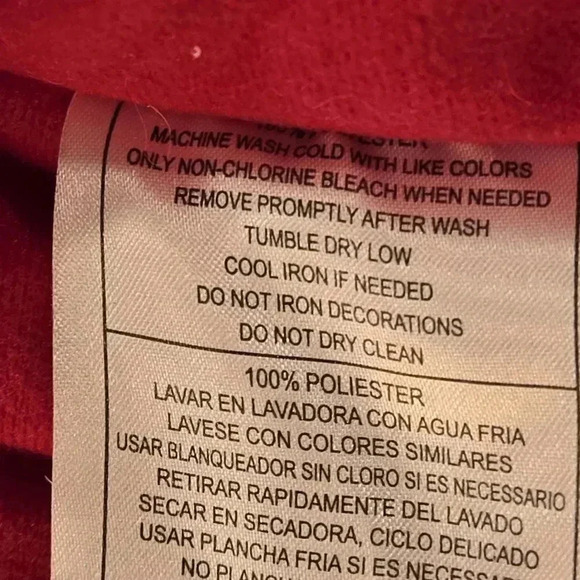 MACHINE WASH COLD WITH LIKE COLORS
ONLY NON-CHLORINE BLEACH WHEN NEEDED
REMOVE PROMPTLY AFTER WASH
TUMBLE DRY LOW
COOL IRON IF NEEDED
DO NOT IRON DECORATIONS
DO NOT DRY CLEAN
100% POLIESTER
LAVAR EN LAVADORA CON AGUA FRIA
LAVESE CON COLORES SIMILARES
USAR BLANQUEADOR SIN CLORO SI ES NECESSARIO
RETIRAR RAPIDAMENTE DEL LAVADO
SECAR EN SECADORA, CICLO DELICADO
USAR PLANCHA FRIA SI ES
NO